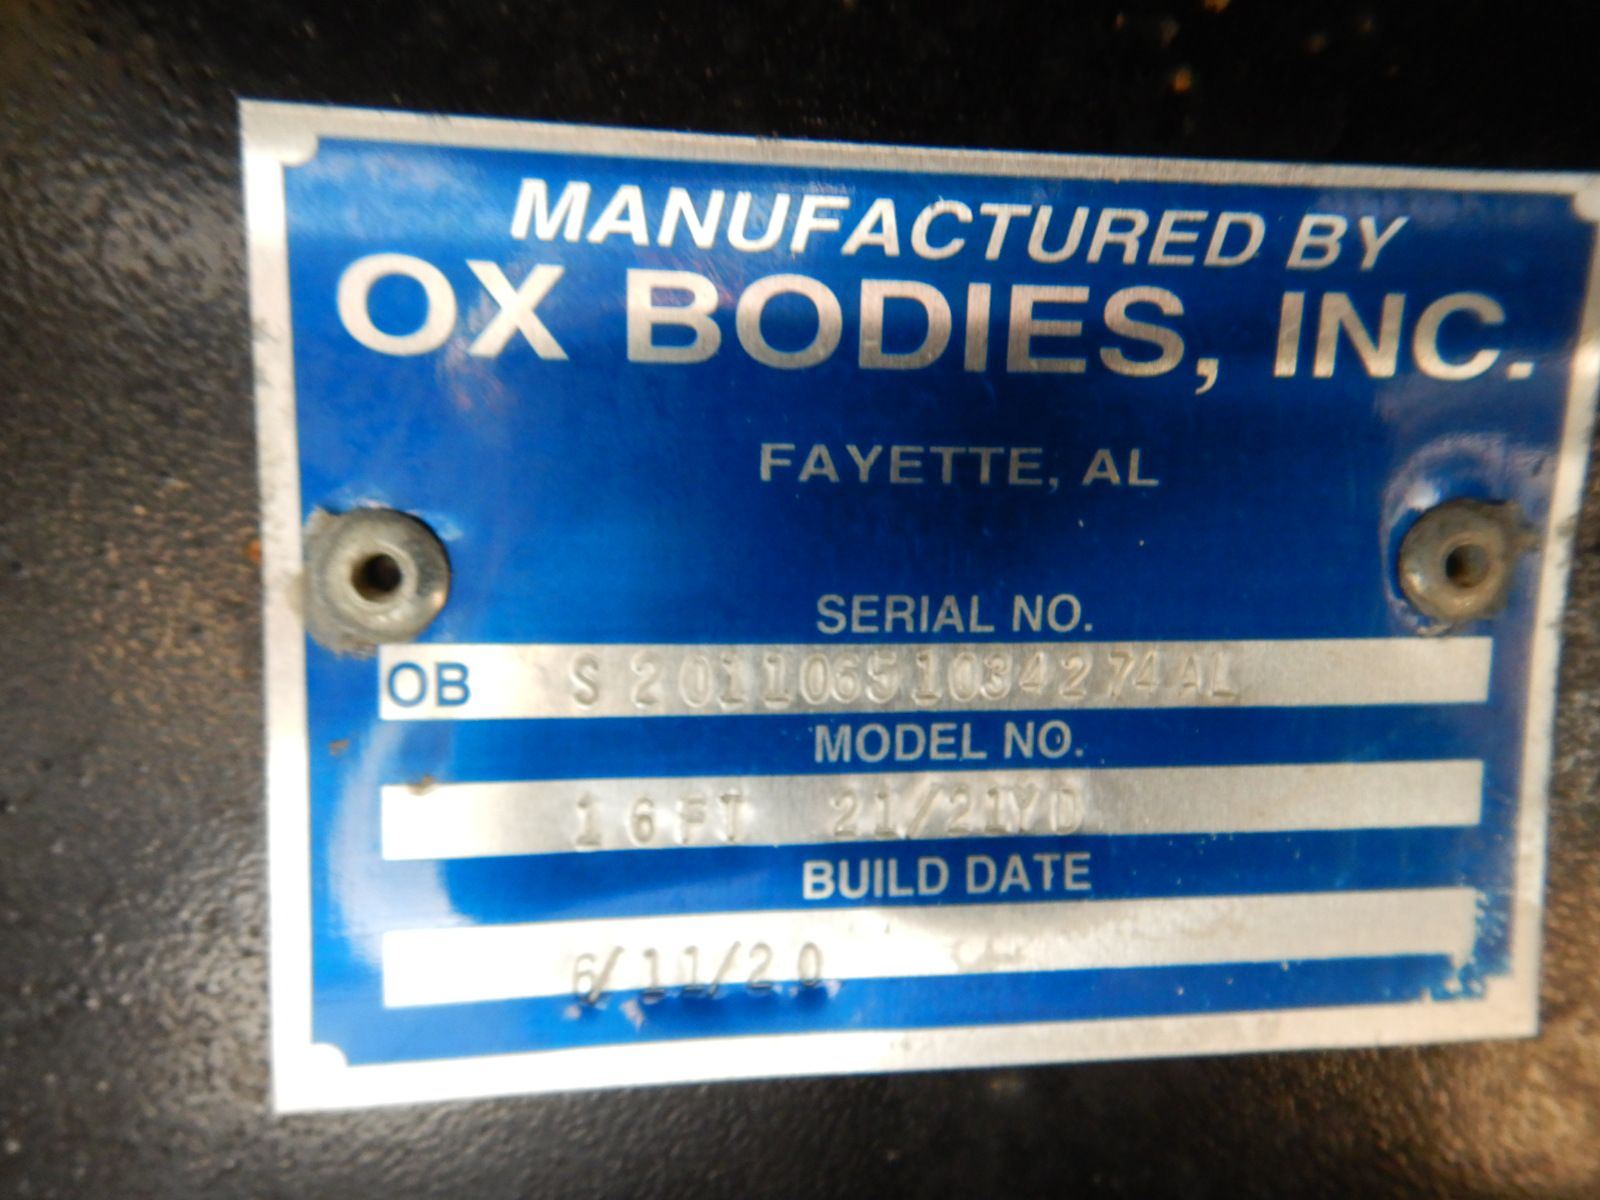 MANUFACTURED BY
OX BODIES, INC.
FAYETTE, AL
SERIAL NO.
OB S20110651034274AL
MODEL NO.
16FT 21/21YD
BUILD DATE
6/11/20